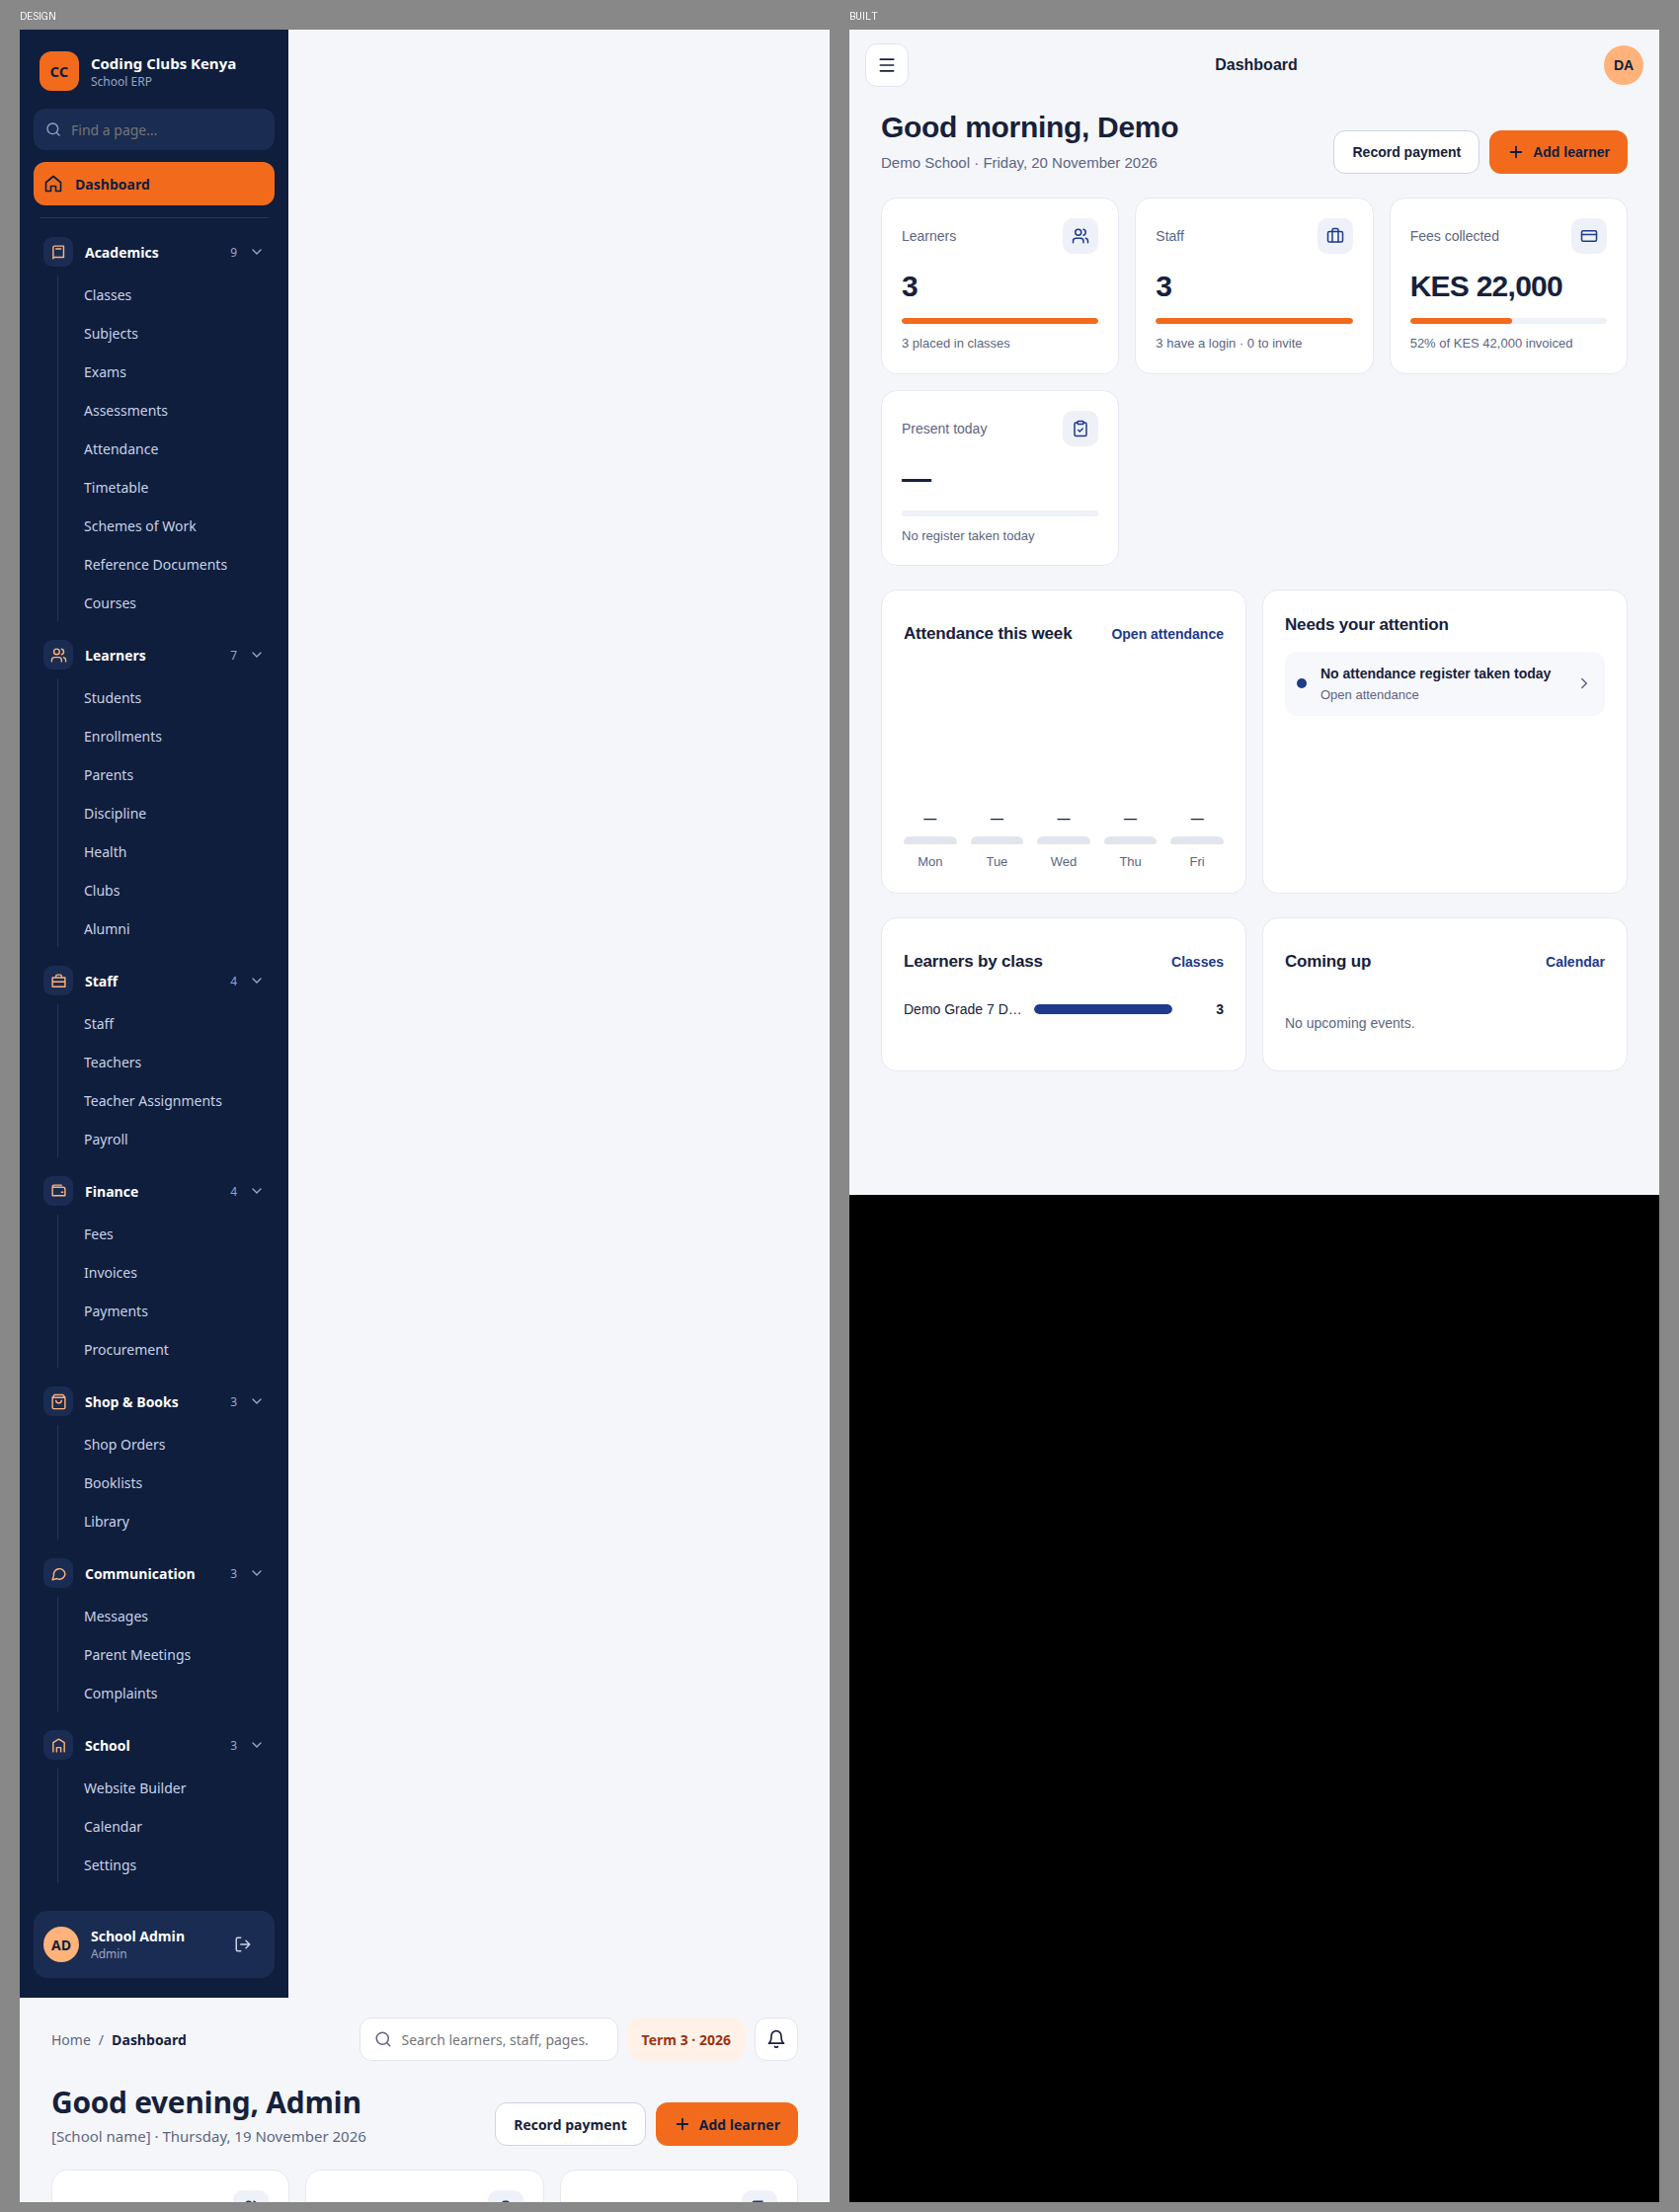 DESIGN
CC
Coding Clubs Kenya
School ERP
Find a page...
Dashboard
Academics 9
Classes
Subjects
Exams
Assessments
Attendance
Timetable
Schemes of Work
Reference Documents
Courses
Learners 7
Students
Enrollments
Parents
Discipline
Health
Clubs
Alumni
Staff 4
Staff
Teachers
Teacher Assignments
Payroll
Finance 4
Fees
Invoices
Payments
Procurement
Shop & Books 3
Shop Orders
Booklists
Library
Communication 3
Messages
Parent Meetings
Complaints
School 3
Website Builder
Calendar
Settings
AD
School Admin
Admin
Home / Dashboard
Search learners, staff, pages.
Term 3 · 2026
Good evening, Admin
[School name] · Thursday, 19 November 2026
Record payment
Add learner
BUILT
Dashboard
DA
Good morning, Demo
Demo School · Friday, 20 November 2026
Record payment
Add learner
Learners
3
3 placed in classes
Staff
3
3 have a login · 0 to invite
Fees collected
KES 22,000
52% of KES 42,000 invoiced
Present today
—
No register taken today
Attendance this week
Open attendance
— — — — —
Mon Tue Wed Thu Fri
Needs your attention
No attendance register taken today
Open attendance
Learners by class
Classes
Demo Grade 7 D... 3
Coming up
Calendar
No upcoming events.